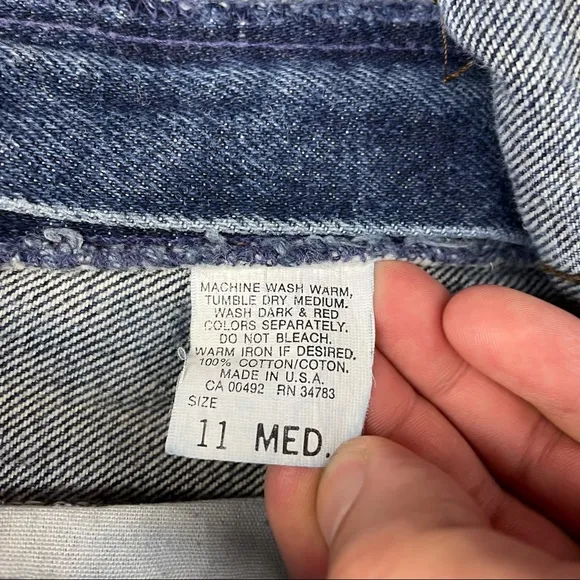 MACHINE WASH WARM,
TUMBLE DRY MEDIUM.
WASH DARK & RED
COLORS SEPARATELY.
DO NOT BLEACH.
WARM IRON IF DESIRED.
100% COTTON/COTON.
MADE IN U.S.A.
CA 00492 RN 34783
SIZE
11 MED.